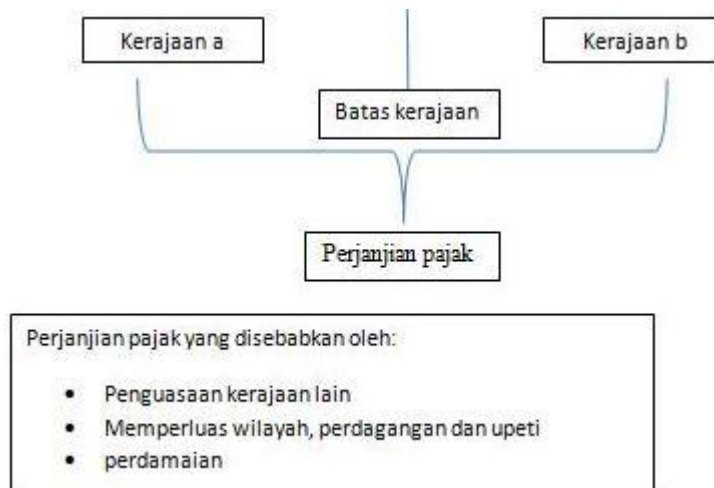 Kerajaan a
Kerajaan b
Batas kerajaan
Perjanjian pajak
Perjanjian pajak yang disebabkan oleh:
• Penguasaan kerajaan lain
• Memperluas wilayah, perdagangan dan upeti
• perdamaian